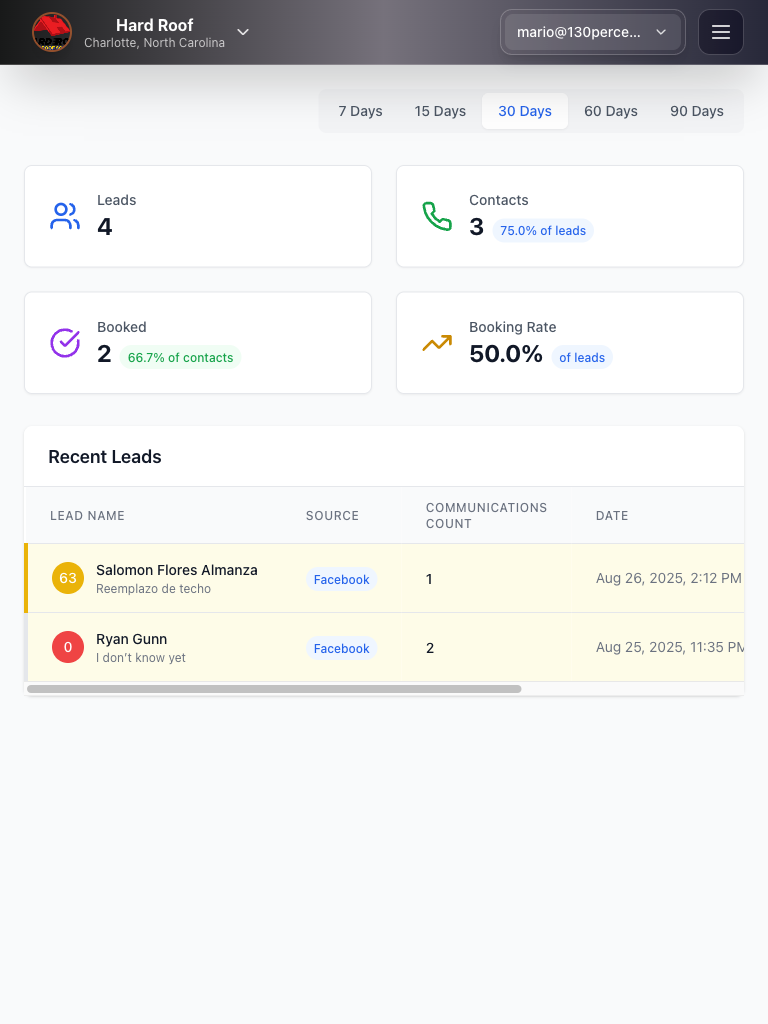 Hard Roof
Charlotte, North Carolina
mario@130perce...
7 Days
15 Days
30 Days
60 Days
90 Days
Leads
4
Contacts
3
75.0% of leads
Booked
2
66.7% of contacts
Booking Rate
50.0%
of leads
Recent Leads
LEAD NAME
SOURCE
COMMUNICATIONS
COUNT
DATE
63
Salomon Flores Almanza
Reemplazo de techo
Facebook
1
Aug 26, 2025, 2:12 PM
0
Ryan Gunn
I don’t know yet
Facebook
2
Aug 25, 2025, 11:35 PM